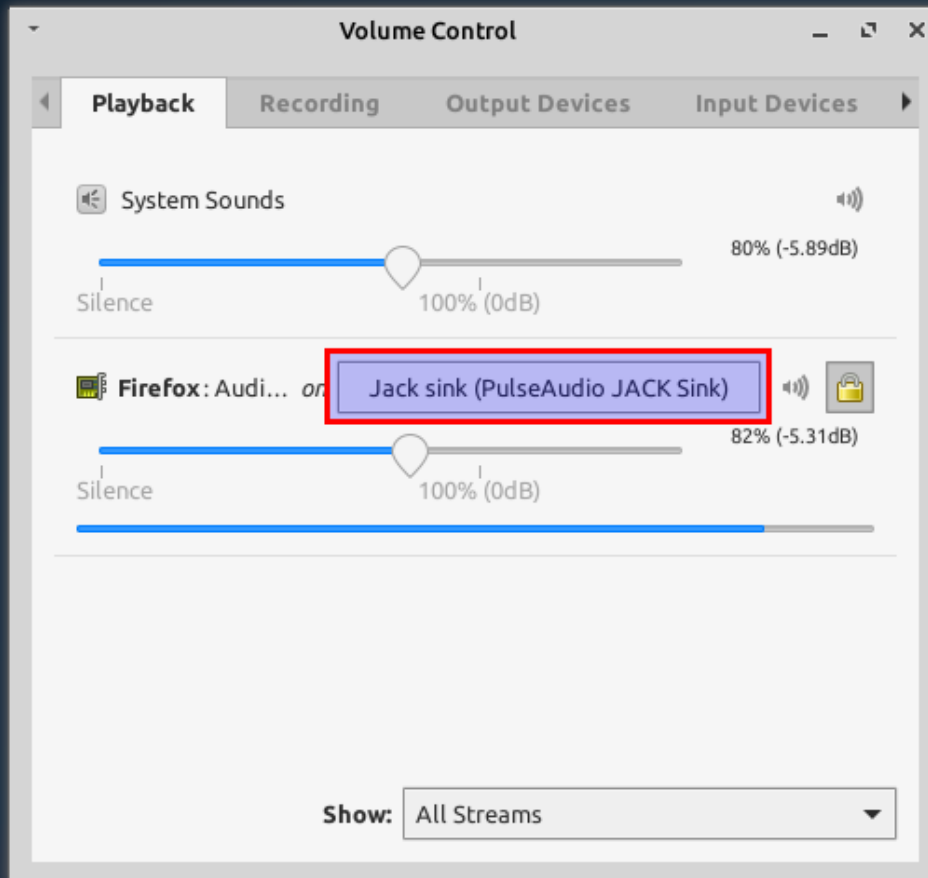 Volume Control
Playback Recording Output Devices Input Devices
System Sounds
80% (-5.89dB)
Silence 100% (0dB)
Firefox: Audi... on Jack sink (PulseAudio JACK Sink)
82% (-5.31dB)
Silence 100% (0dB)
Show: All Streams